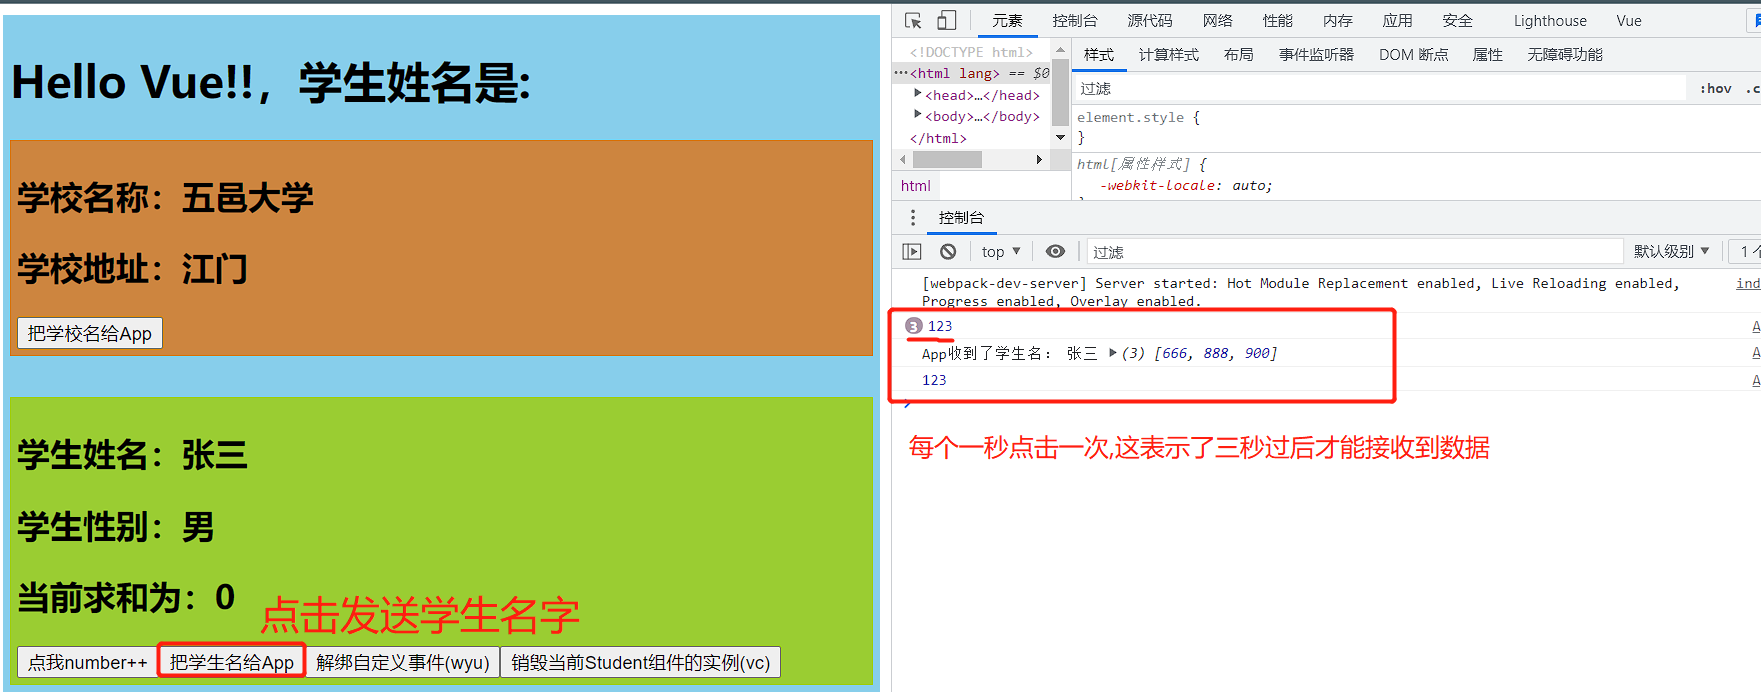 Hello Vue!!，学生姓名是:
学校名称：五邑大学
学校地址：江门
把学校名给App
学生姓名：张三
学生性别：男
当前求和为：0
点击发送学生名字
点我number++ 把学生名给App 解绑自定义事件(wyu) 销毁当前Student组件的实例(vc)
元素 控制台 源代码 网络 性能 内存 应用 安全 Lighthouse Vue
<!DOCTYPE html>
···<html lang> == $0
▶<head>…</head>
▶<body>…</body>
</html>
html
样式 计算样式 布局 事件监听器 DOM 断点 属性 无障碍功能
过滤 :hov .c
element.style {
}
html[属性样式] {
-webkit-locale: auto;
控制台
top ▼ 过滤 默认级别 ▼ 1 个
[webpack-dev-server] Server started: Hot Module Replacement enabled, Live Reloading enabled, ind
Progress enabled, Overlay enabled.
3 123 A
App收到了学生名： 张三 ▶(3) [666, 888, 900] A
123 A
每个一秒点击一次,这表示了三秒过后才能接收到数据